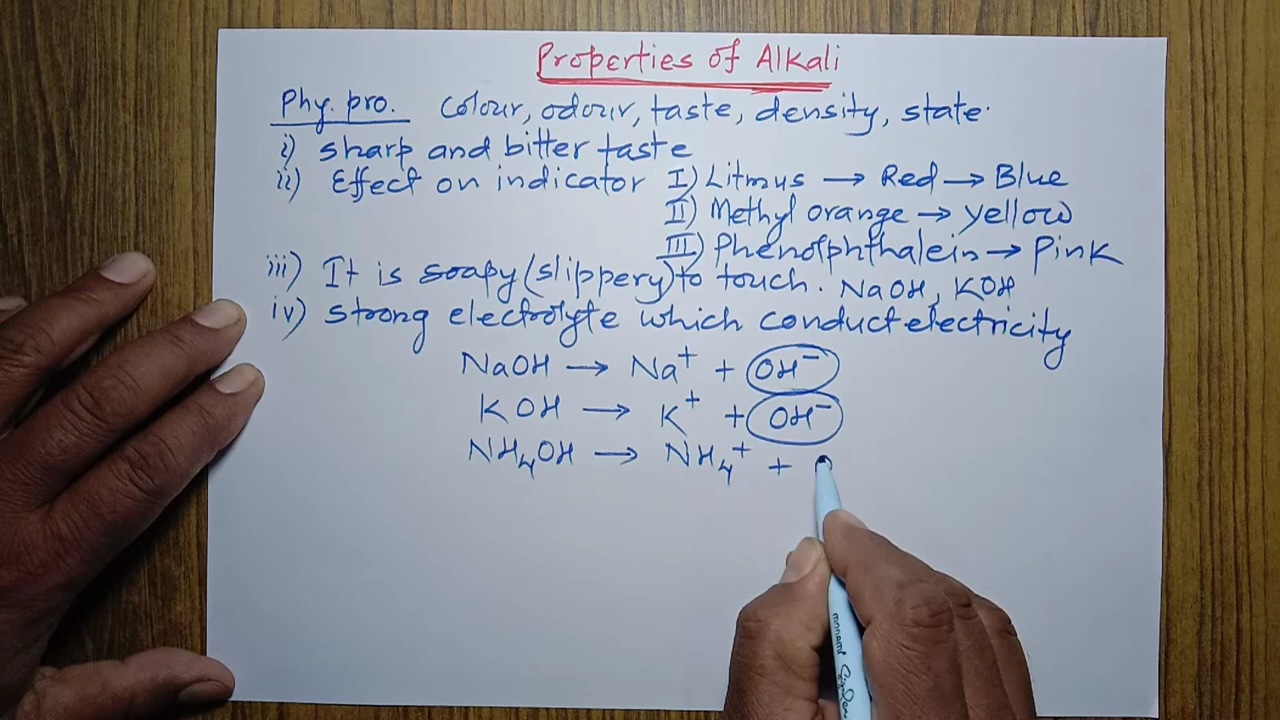 Properties of Alkali
Phy. pro. Colour, odour, taste, density, state.
i) sharp and bitter taste
ii) Effect on indicator I) Litmus → Red → Blue
II) Methyl orange → Yellow
III) Phenolphthalein → Pink
iii) It is soapy (slippery) to touch. NaOH, KOH
iv) strong electrolyte which conduct electricity
NaOH → Na⁺ + OH⁻
KOH → K⁺ + OH⁻
NH₄OH → NH₄⁺ +
monami